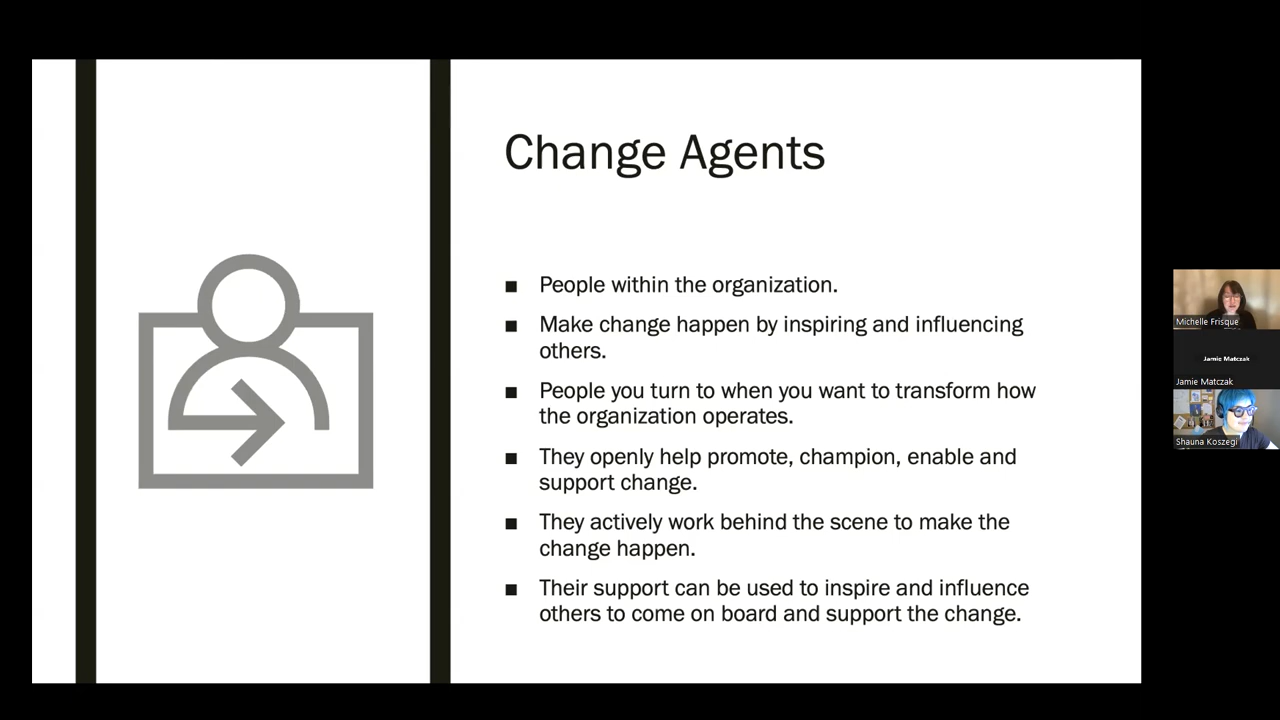 Change Agents
■ People within the organization.
■ Make change happen by inspiring and influencing
others.
■ People you turn to when you want to transform how
the organization operates.
■ They openly help promote, champion, enable and
support change.
■ They actively work behind the scene to make the
change happen.
■ Their support can be used to inspire and influence
others to come on board and support the change.
Michelle Frisque
Jamie Matczak
Jamie Matczak
Shauna Koszegi